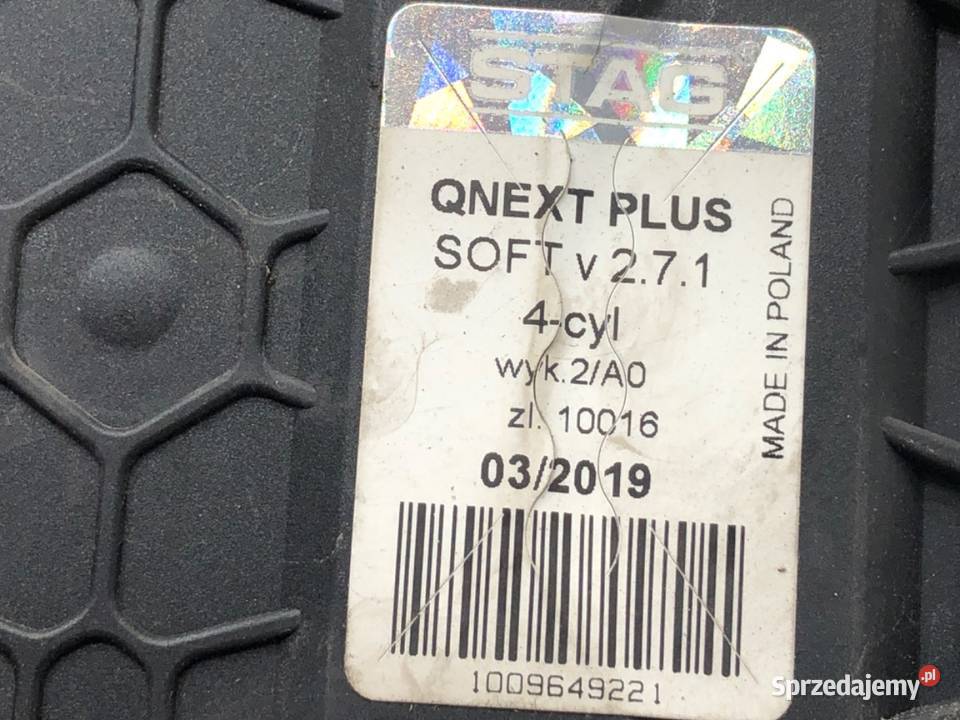 STAG
QNEXT PLUS
SOFT v 2.7.1
4-cyl
wyk.2/A0
zl. 10016
03/2019
1009649221
MADE IN POLAND
Sprzedajemy.pl